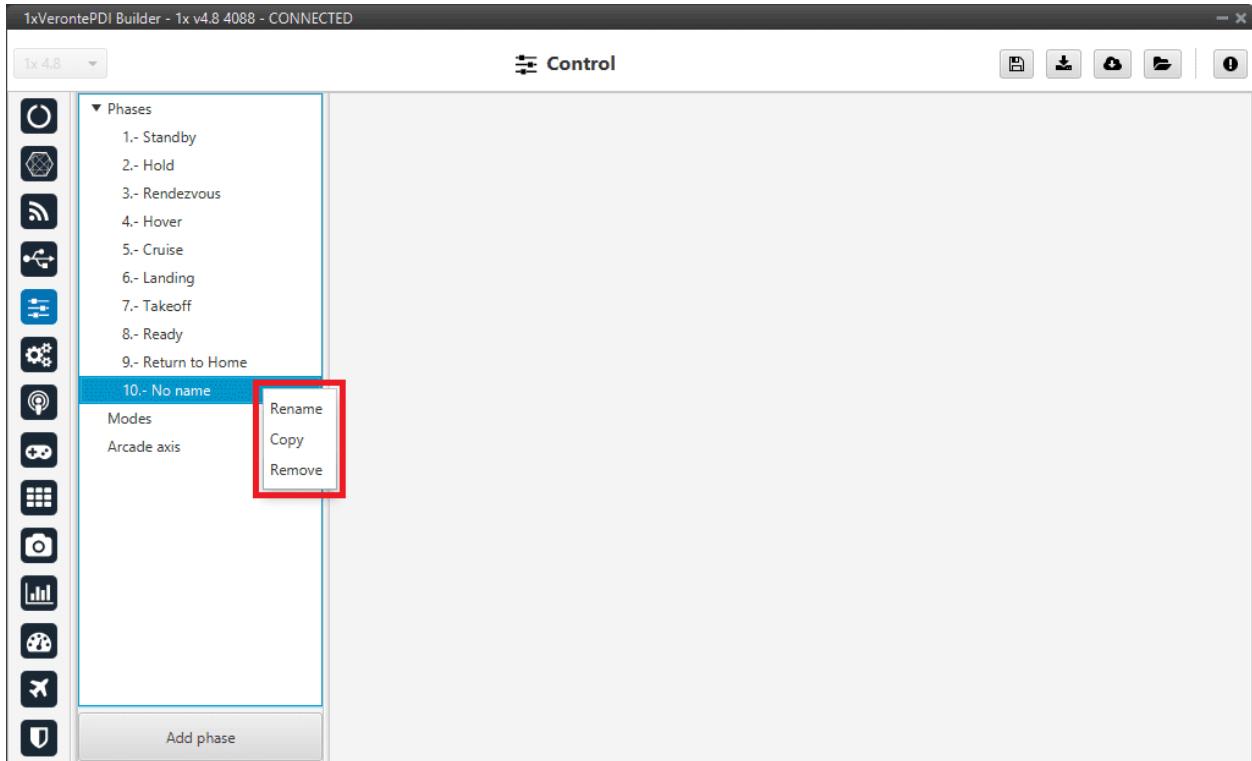 1xVerontePDI Builder - 1x v4.8 4088 - CONNECTED
1x 4.8
Control
Phases
1.- Standby
2.- Hold
3.- Rendezvous
4.- Hover
5.- Cruise
6.- Landing
7.- Takeoff
8.- Ready
9.- Return to Home
10.- No name
Rename
Modes
Copy
Arcade axis
Remove
Add phase